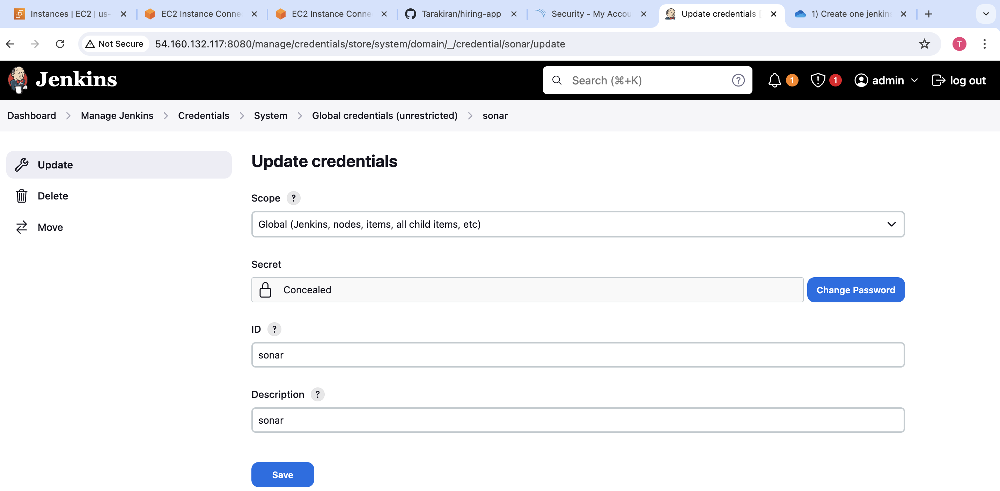 Instances | EC2 | us-
EC2 Instance Conne
EC2 Instance Conne
Tarakiran/hiring-app
Security - My Accou
Update credentials [
1) Create one jenkins
Not Secure
54.160.132.117:8080/manage/credentials/store/system/domain/_/credential/sonar/update
T
Jenkins
Search (⌘+K)
?
1
1
admin
log out
Dashboard
Manage Jenkins
Credentials
System
Global credentials (unrestricted)
sonar
Update
Delete
Move
Update credentials
Scope ?
Global (Jenkins, nodes, items, all child items, etc)
Secret
Concealed
Change Password
ID ?
sonar
Description ?
sonar
Save